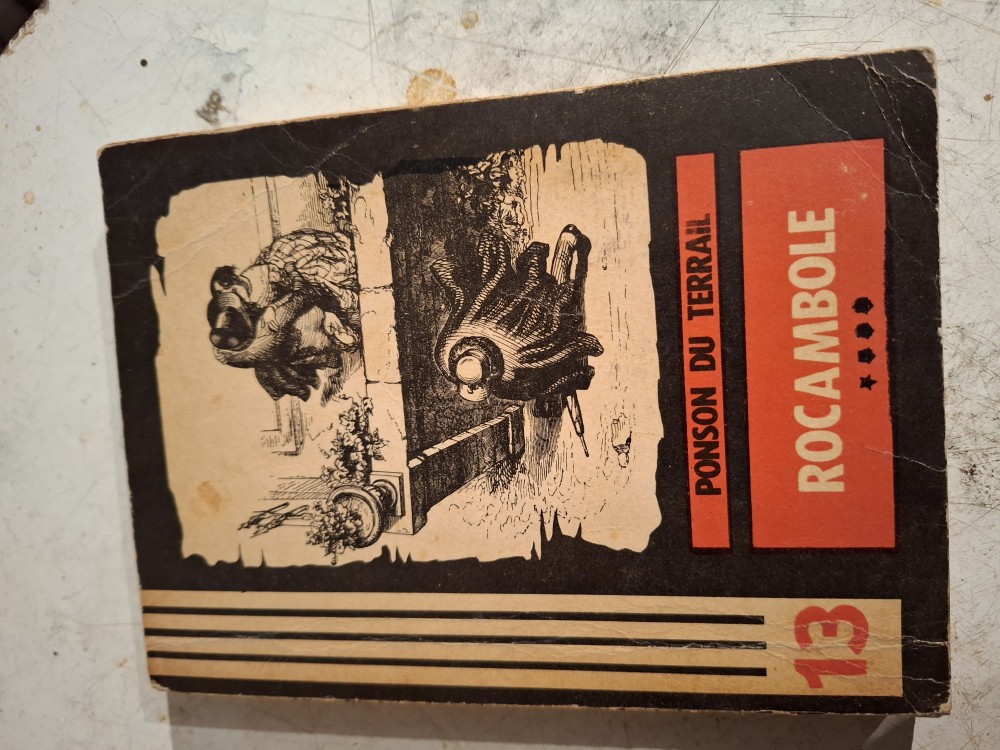 PONSON DU TERRAIL
ROCAMBOLE
****
13